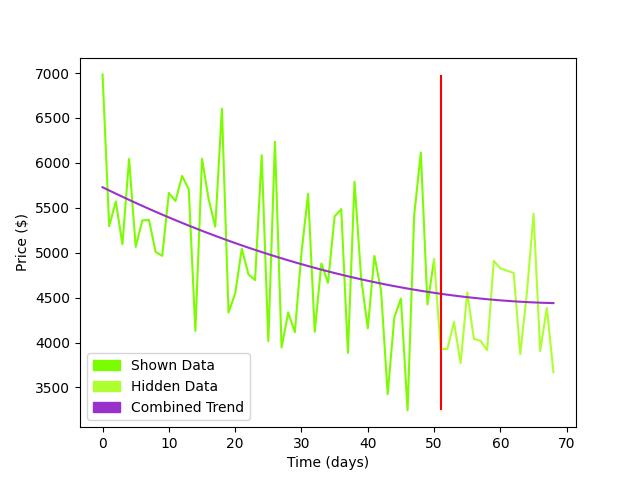 7000
6500
6000
5500
5000
4500
4000
3500
Price ($)
Shown Data
Hidden Data
Combined Trend
0 10 20 30 40 50 60 70
Time (days)